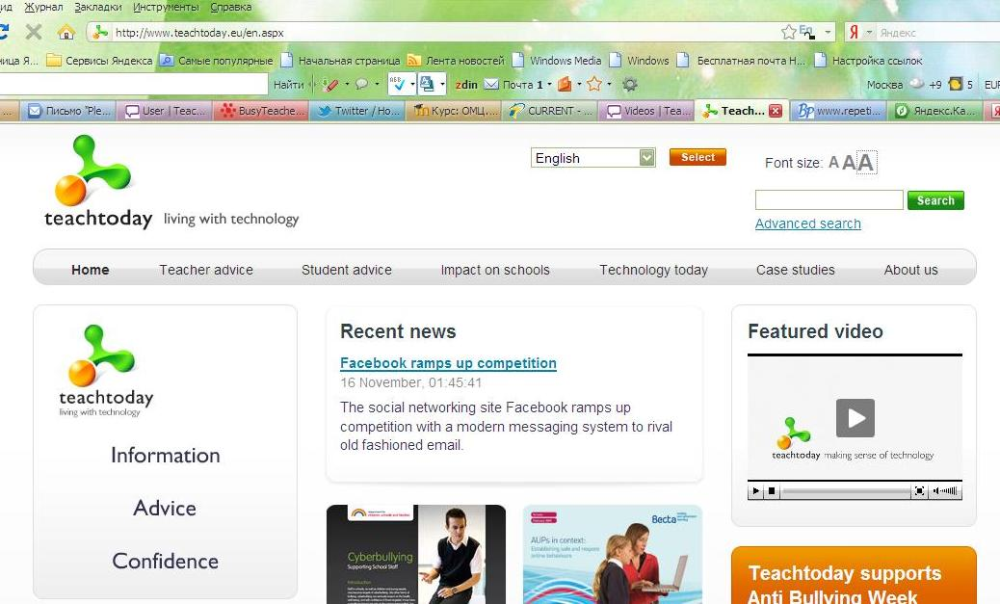 ид Журнал Закладки Инструменты Справка
http://www.teachtoday.eu/en.aspx
En
Я Яндекс
ница Я... Сервисы Яндекса Самые популярные Начальная страница Лента новостей Windows Media Windows Бесплатная почта H... Настройка ссылок
Найти zdin Почта 1 Москва +9 5 EUF
... Письмо "Ple... User | Teac... BusyTeache... Twitter / Ho... Курс: ОМЦ,... CURRENT - ... Videos | Tea... Teach... Bp www.repeti... Яндекс.Ка...
teachtoday living with technology
English Select
Font size: A A A
Search
Advanced search
Home Teacher advice Student advice Impact on schools Technology today Case studies About us
teachtoday
living with technology
Information
Advice
Confidence
Recent news
Facebook ramps up competition
16 November, 01:45:41
The social networking site Facebook ramps up
competition with a modern messaging system to rival
old fashioned email.
Cyberbullying
Supporting School Staff
Introduction
Becta
AUPs in context:
Establishing safe and responsible
online behaviours
Featured video
teachtoday making sense of technology
Teachtoday supports
Anti Bullying Week